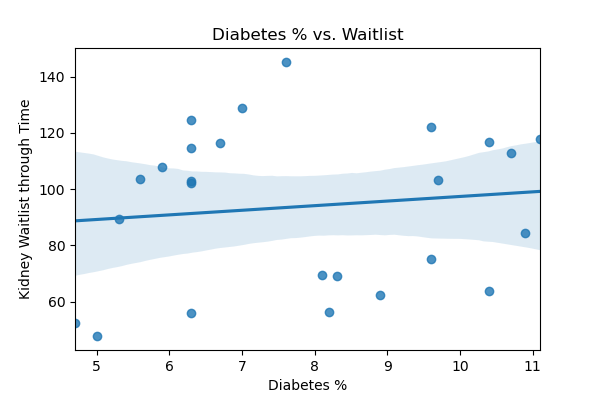 Diabetes % vs. Waitlist
Kidney Waitlist through Time
140
120
100
80
60
5 6 7 8 9 10 11
Diabetes %